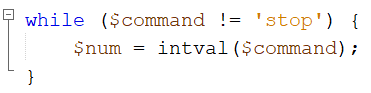 while ($command != 'stop') {
    $num = intval($command);
}